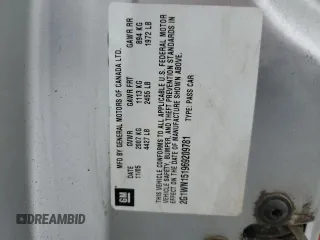 MFD BY GENERAL MOTORS OF CANADA LTD.
DATE GVWR GAWR FRT GAWR RR
11/05 2007 KG 1113 KG 894 KG
4427 LB 2455 LB 1972 LB
THIS VEHICLE CONFORMS TO ALL APPLICABLE U.S. FEDERAL MOTOR
VEHICLE SAFETY, BUMPER, AND THEFT PREVENTION STANDARDS IN
EFFECT ON THE DATE OF MANUFACTURE SHOWN ABOVE.
2G1WN151969209781 TYPE: PASS CAR
GM
AUTOBIDMASTER